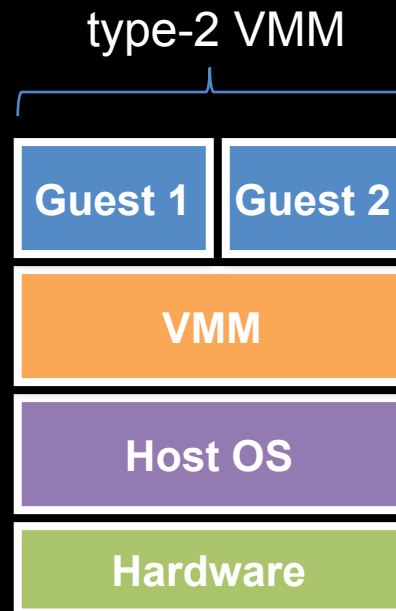 type-2 VMM
Guest 1 Guest 2
VMM
Host OS
Hardware